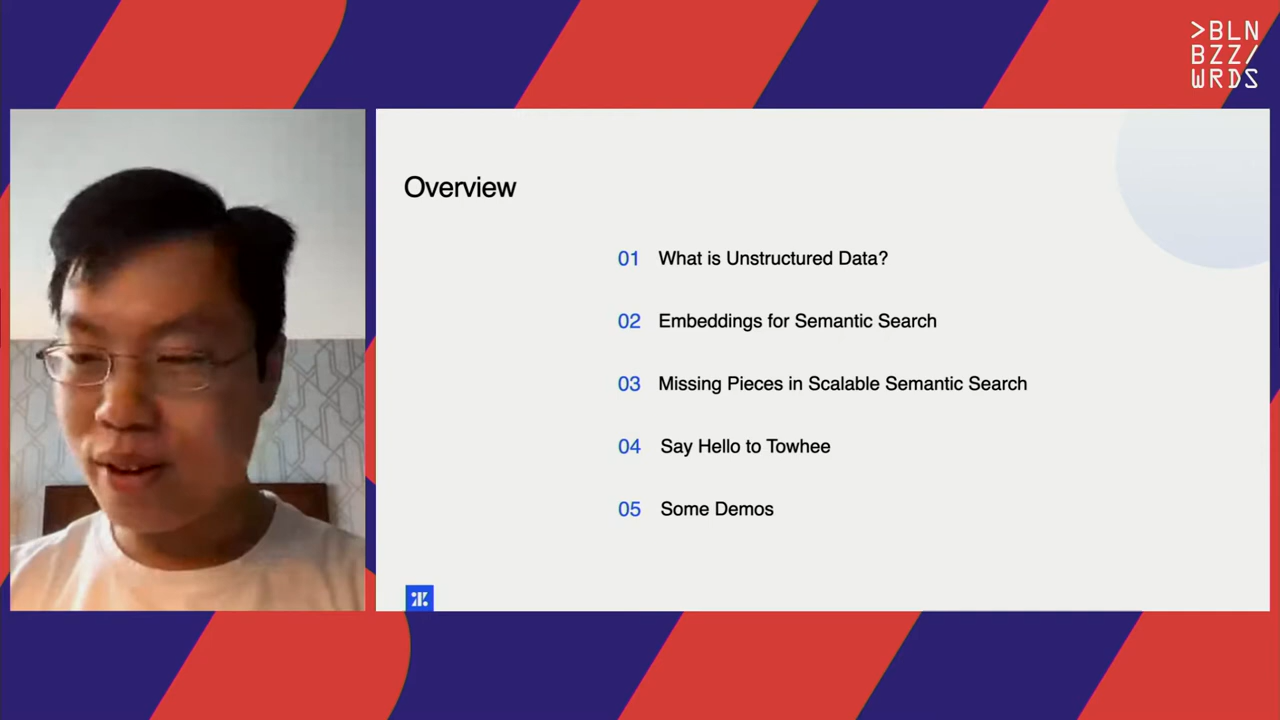 >BLN
BZZ/
WRDS
Overview
01 What is Unstructured Data?
02 Embeddings for Semantic Search
03 Missing Pieces in Scalable Semantic Search
04 Say Hello to Towhee
05 Some Demos